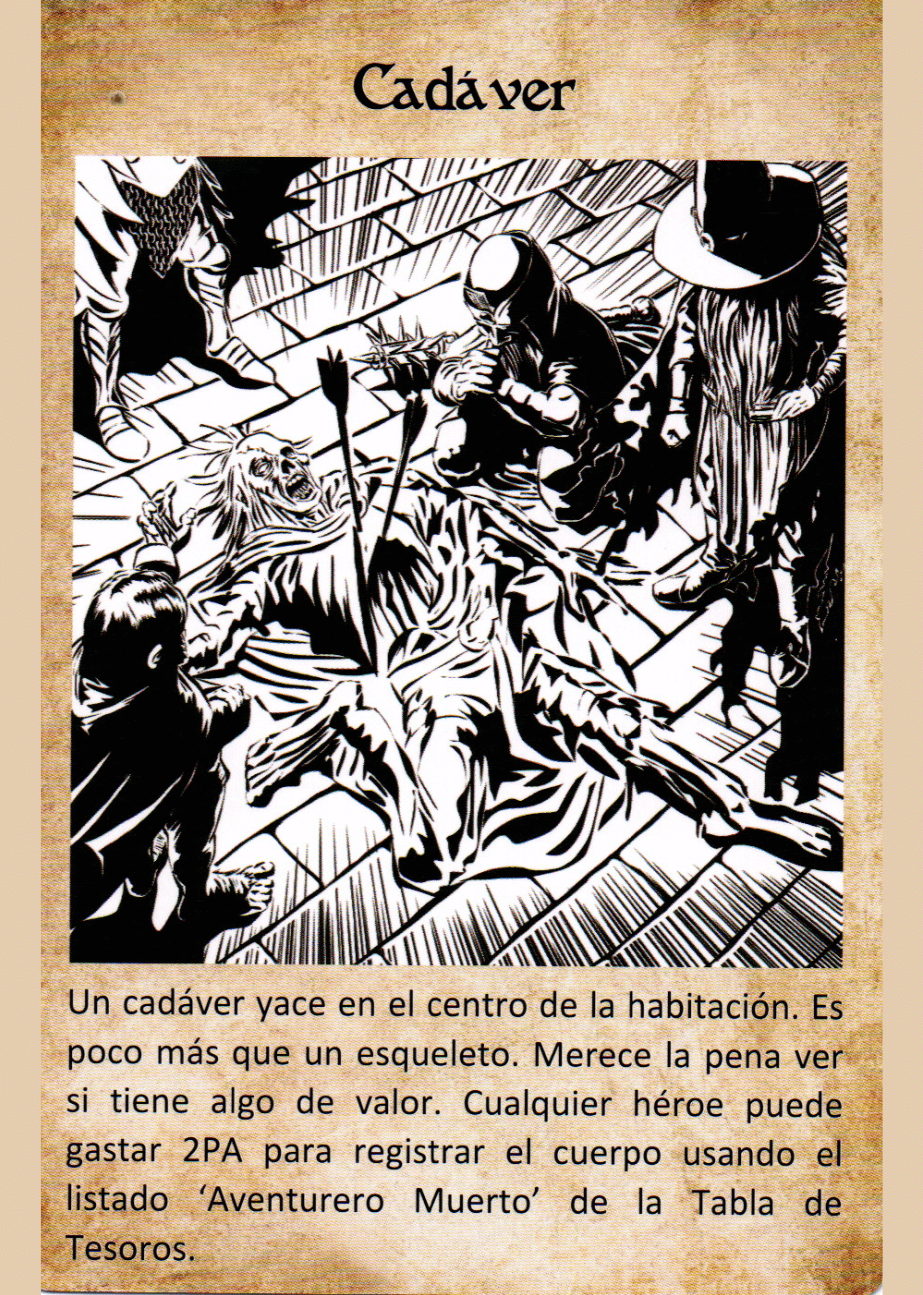 Cadáver
Un cadáver yace en el centro de la habitación. Es
poco más que un esqueleto. Merece la pena ver
si tiene algo de valor. Cualquier héroe puede
gastar 2PA para registrar el cuerpo usando el
listado ‘Aventurero Muerto’ de la Tabla de
Tesoros.